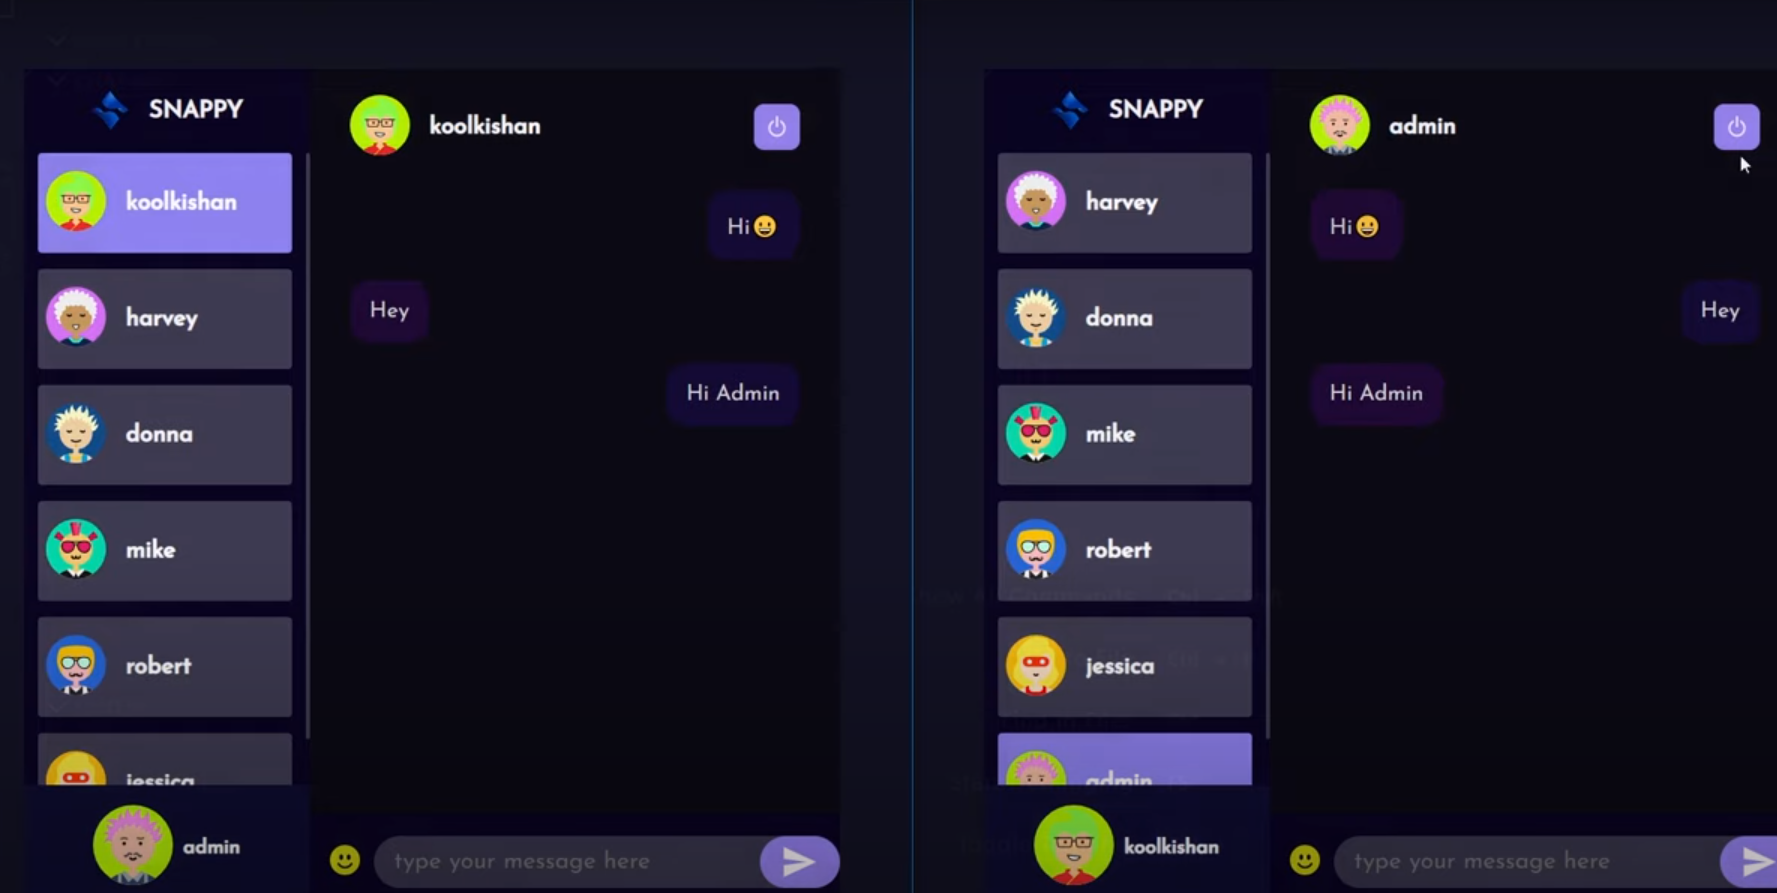 SNAPPY
koolkishan
harvey
donna
mike
robert
jessica
admin
koolkishan
Hi😀
Hey
Hi Admin
type your message here
SNAPPY
harvey
donna
mike
robert
jessica
admin
koolkishan
admin
Hi😀
Hey
Hi Admin
type your message here